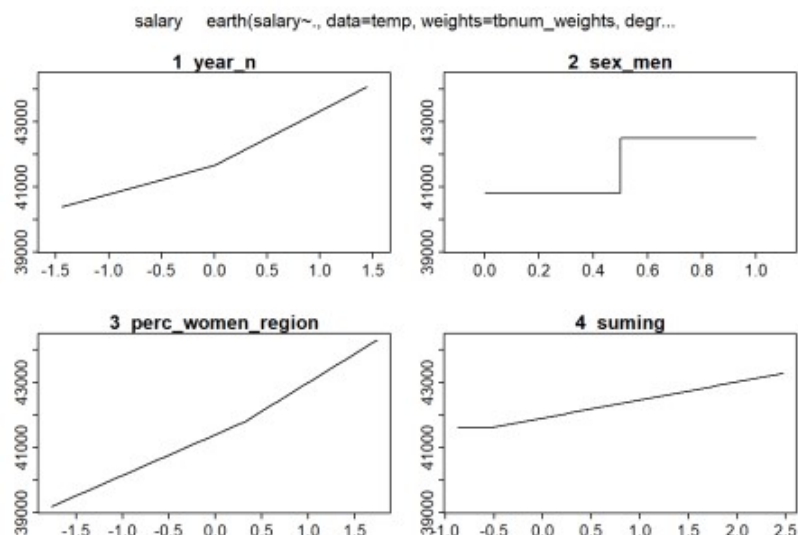 salary earth(salary~., data=temp, weights=tbnum_weights, degr...
1 year_n
2 sex_men
39000 41000 43000
-1.5 -1.0 -0.5 0.0 0.5 1.0 1.5
39000 41000 43000
0.0 0.2 0.4 0.6 0.8 1.0
3 perc_women_region
4 suming
39000 41000 43000
-1.5 -1.0 -0.5 0.0 0.5 1.0 1.5
39000 41000 43000
-1.0 -0.5 0.0 0.5 1.0 1.5 2.0 2.5